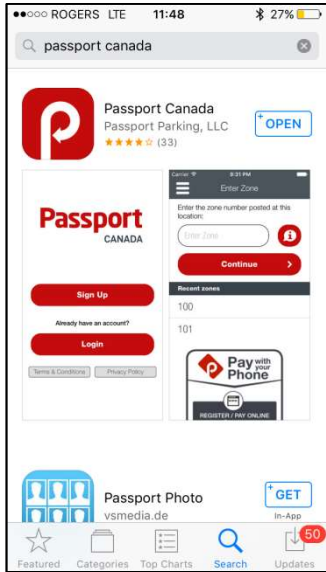 ROGERS LTE 11:48 27%
passport canada
Passport Canada
Passport Parking, LLC
(33)
OPEN
Passport
CANADA
Sign Up
Already have an account?
Login
Terms & Conditions Privacy Policy
Carrier 9:31 PM
Enter Zone
Enter the zone number posted at this
location:
Enter Zone
Continue
Recent zones
100
101
Pay with
your
Phone
REGISTER / PAY ONLINE
Passport Photo
vsmedia.de
GET
In-App
50
Featured Categories Top Charts Search Updates